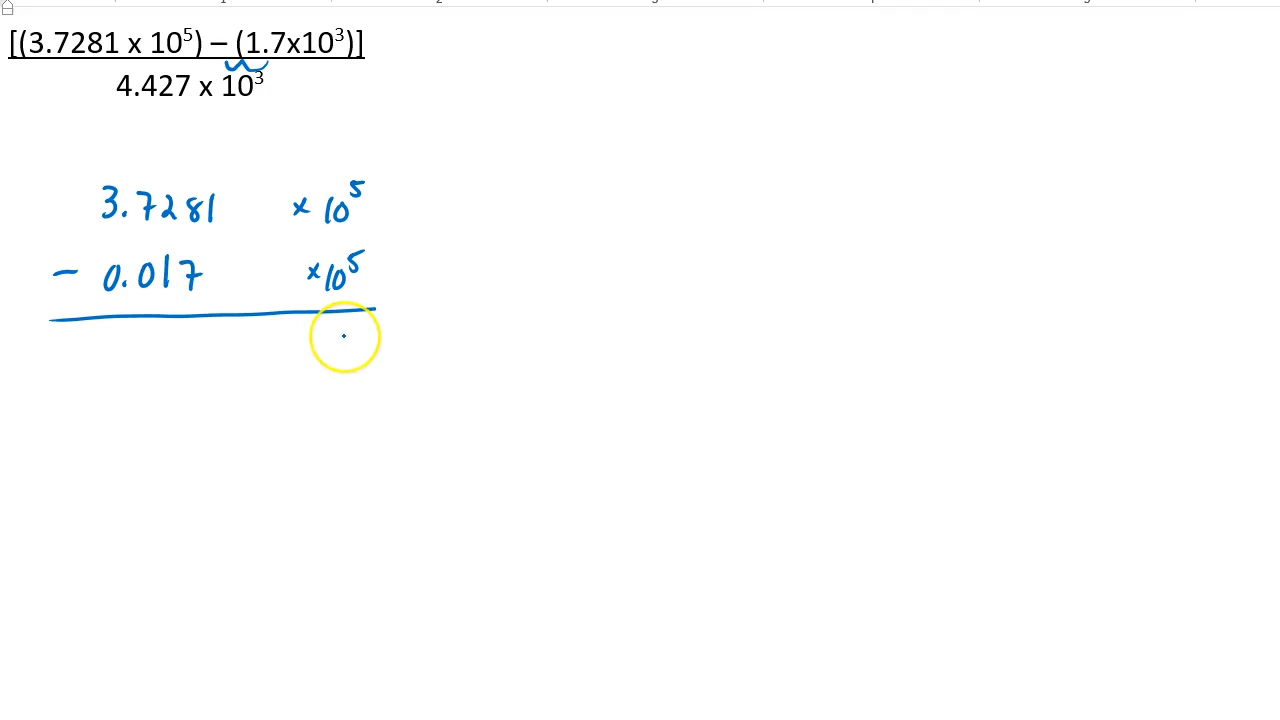 [(3.7281 x 10⁵) – (1.7x10³)]
4.427 x 10³
3.7281 x 10⁵
– 0.017 x 10⁵